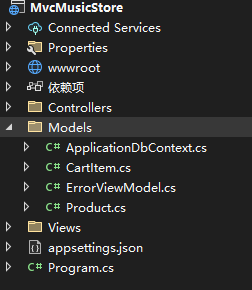 MvcMusicStore
Connected Services
Properties
wwwroot
依赖项
Controllers
Models
C# ApplicationDbContext.cs
C# CartItem.cs
C# ErrorViewModel.cs
C# Product.cs
Views
appsettings.json
C# Program.cs